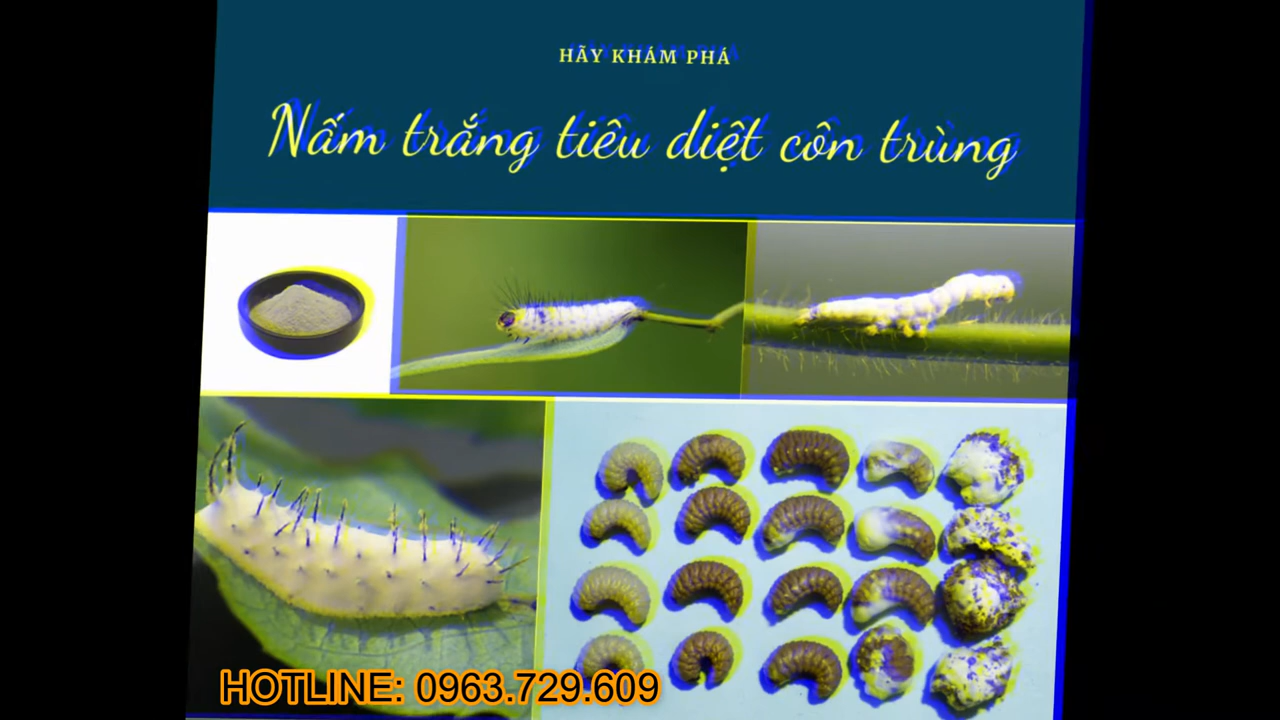 HÃY KHÁM PHÁ
Nấm trắng tiêu diệt côn trùng
HOTLINE: 0963.729.609